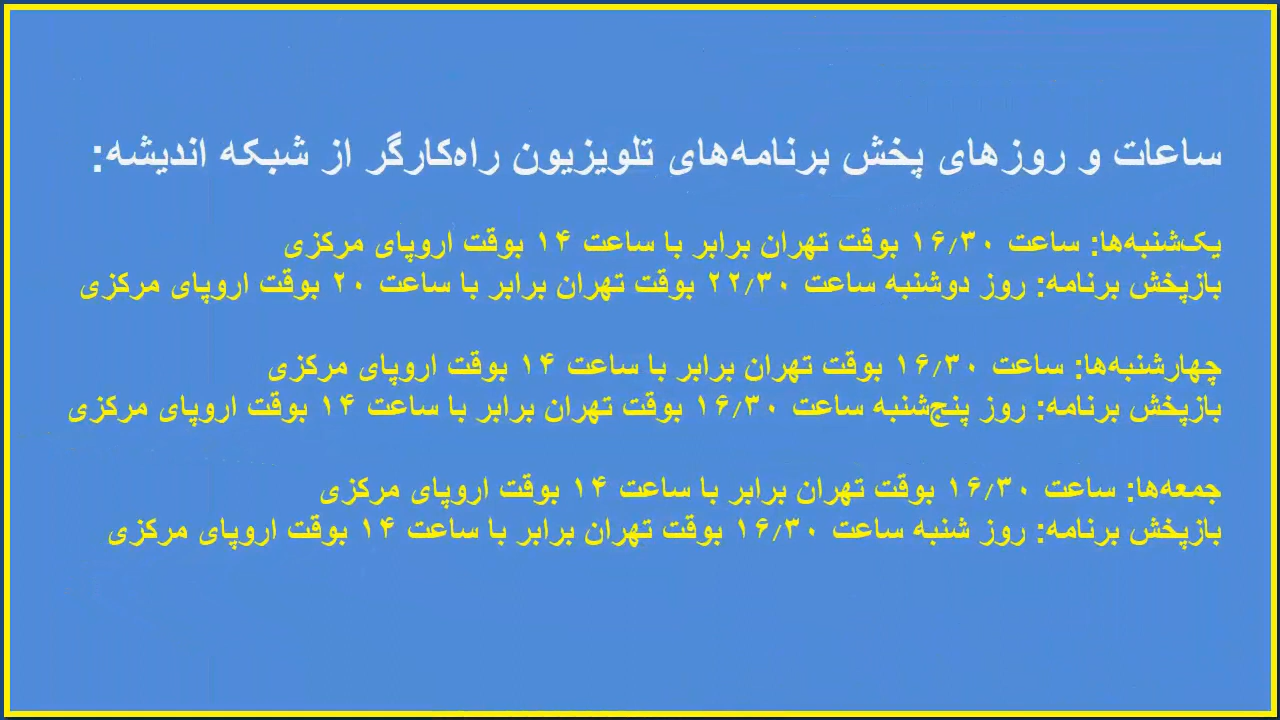 ساعات و روزهای پخش برنامه‌های تلویزیون راه‌کارگر از شبکه اندیشه:
یک‌شنبه‌ها: ساعت ۱۶٫۳۰ بوقت تهران برابر با ساعت ۱۴ بوقت اروپای مرکزی
بازپخش برنامه: روز دوشنبه ساعت ۲۲٫۳۰ بوقت تهران برابر با ساعت ۲۰ بوقت اروپای مرکزی
چهارشنبه‌ها: ساعت ۱۶٫۳۰ بوقت تهران برابر با ساعت ۱۴ بوقت اروپای مرکزی
بازپخش برنامه: روز پنج‌شنبه ساعت ۱۶٫۳۰ بوقت تهران برابر با ساعت ۱۴ بوقت اروپای مرکزی
جمعه‌ها: ساعت ۱۶٫۳۰ بوقت تهران برابر با ساعت ۱۴ بوقت اروپای مرکزی
بازپخش برنامه: روز شنبه ساعت ۱۶٫۳۰ بوقت تهران برابر با ساعت ۱۴ بوقت اروپای مرکزی